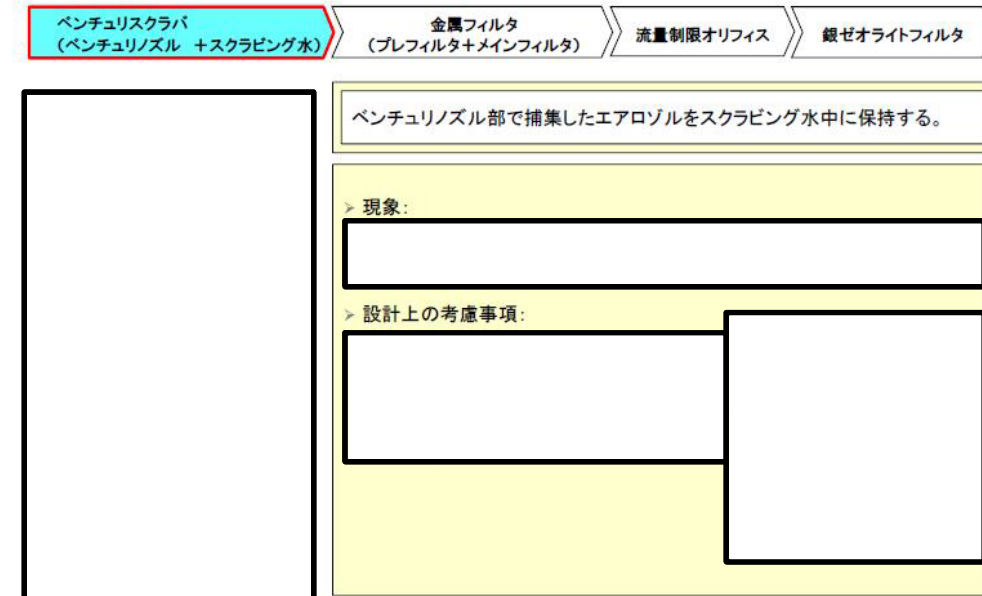 ベンチュリスクラバ
(ベンチュリノズル ＋スクラビング水)
金属フィルタ
(プレフィルタ＋メインフィルタ)
流量制限オリフィス
銀ゼオライトフィルタ
ベンチュリノズル部で捕集したエアロゾルをスクラビング水中に保持する。
➢ 現象:
➢ 設計上の考慮事項: